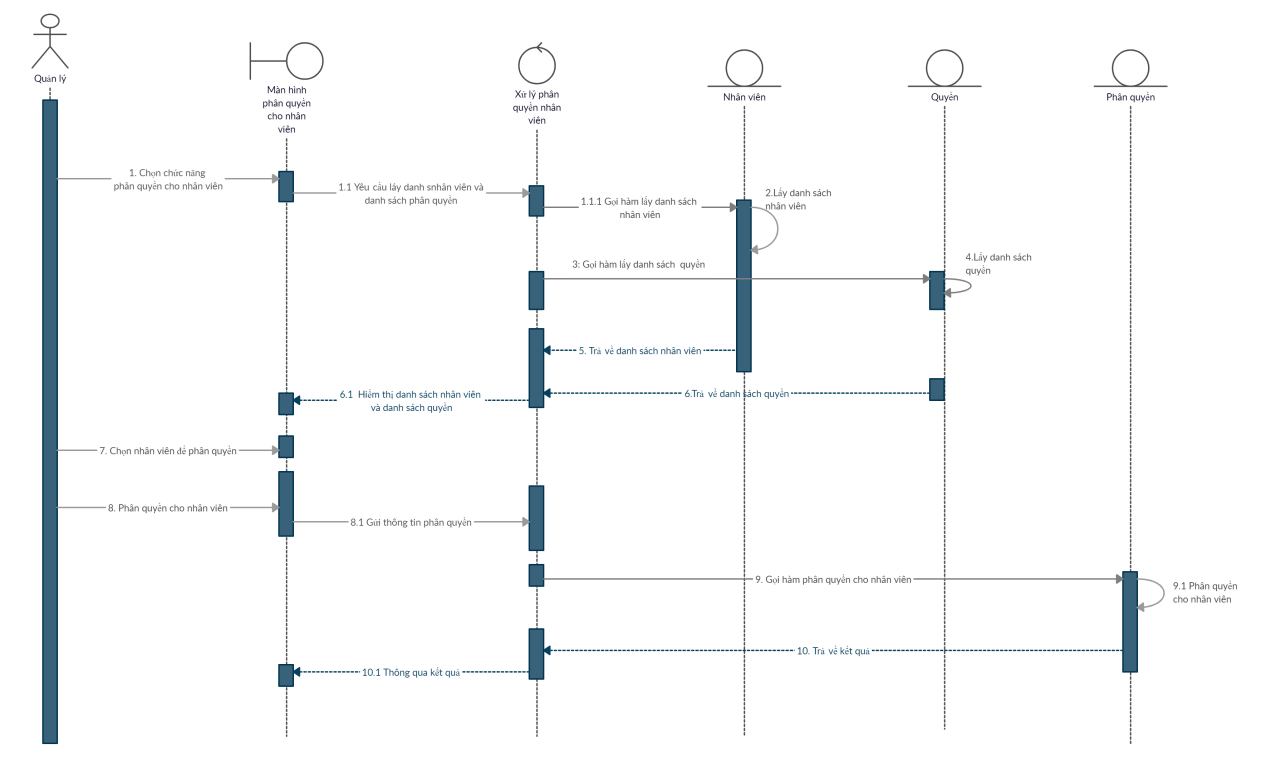 Quản lý
Màn hình
phân quyền
cho nhân
viên
Xử lý phân
quyền nhân
viên
Nhân viên
Quyền
Phân quyền
1. Chọn chức năng
phân quyền cho nhân viên
1.1 Yêu cầu lấy danh snhân viên và
danh sách phân quyền
1.1.1 Gọi hàm lấy danh sách
nhân viên
2.Lấy danh sách
nhân viên
3: Gọi hàm lấy danh sách quyền
4.Lấy danh sách
quyền
5. Trả về danh sách nhân viên
6.Trả về danh sách quyền
6.1 Hiểm thị danh sách nhân viên
và danh sách quyền
7. Chọn nhân viên để phân quyền
8. Phân quyền cho nhân viên
8.1 Gửi thông tin phân quyền
9. Gọi hàm phân quyền cho nhân viên
9.1 Phân quyền
cho nhân viên
10. Trả về kết quả
10.1 Thông qua kết quả